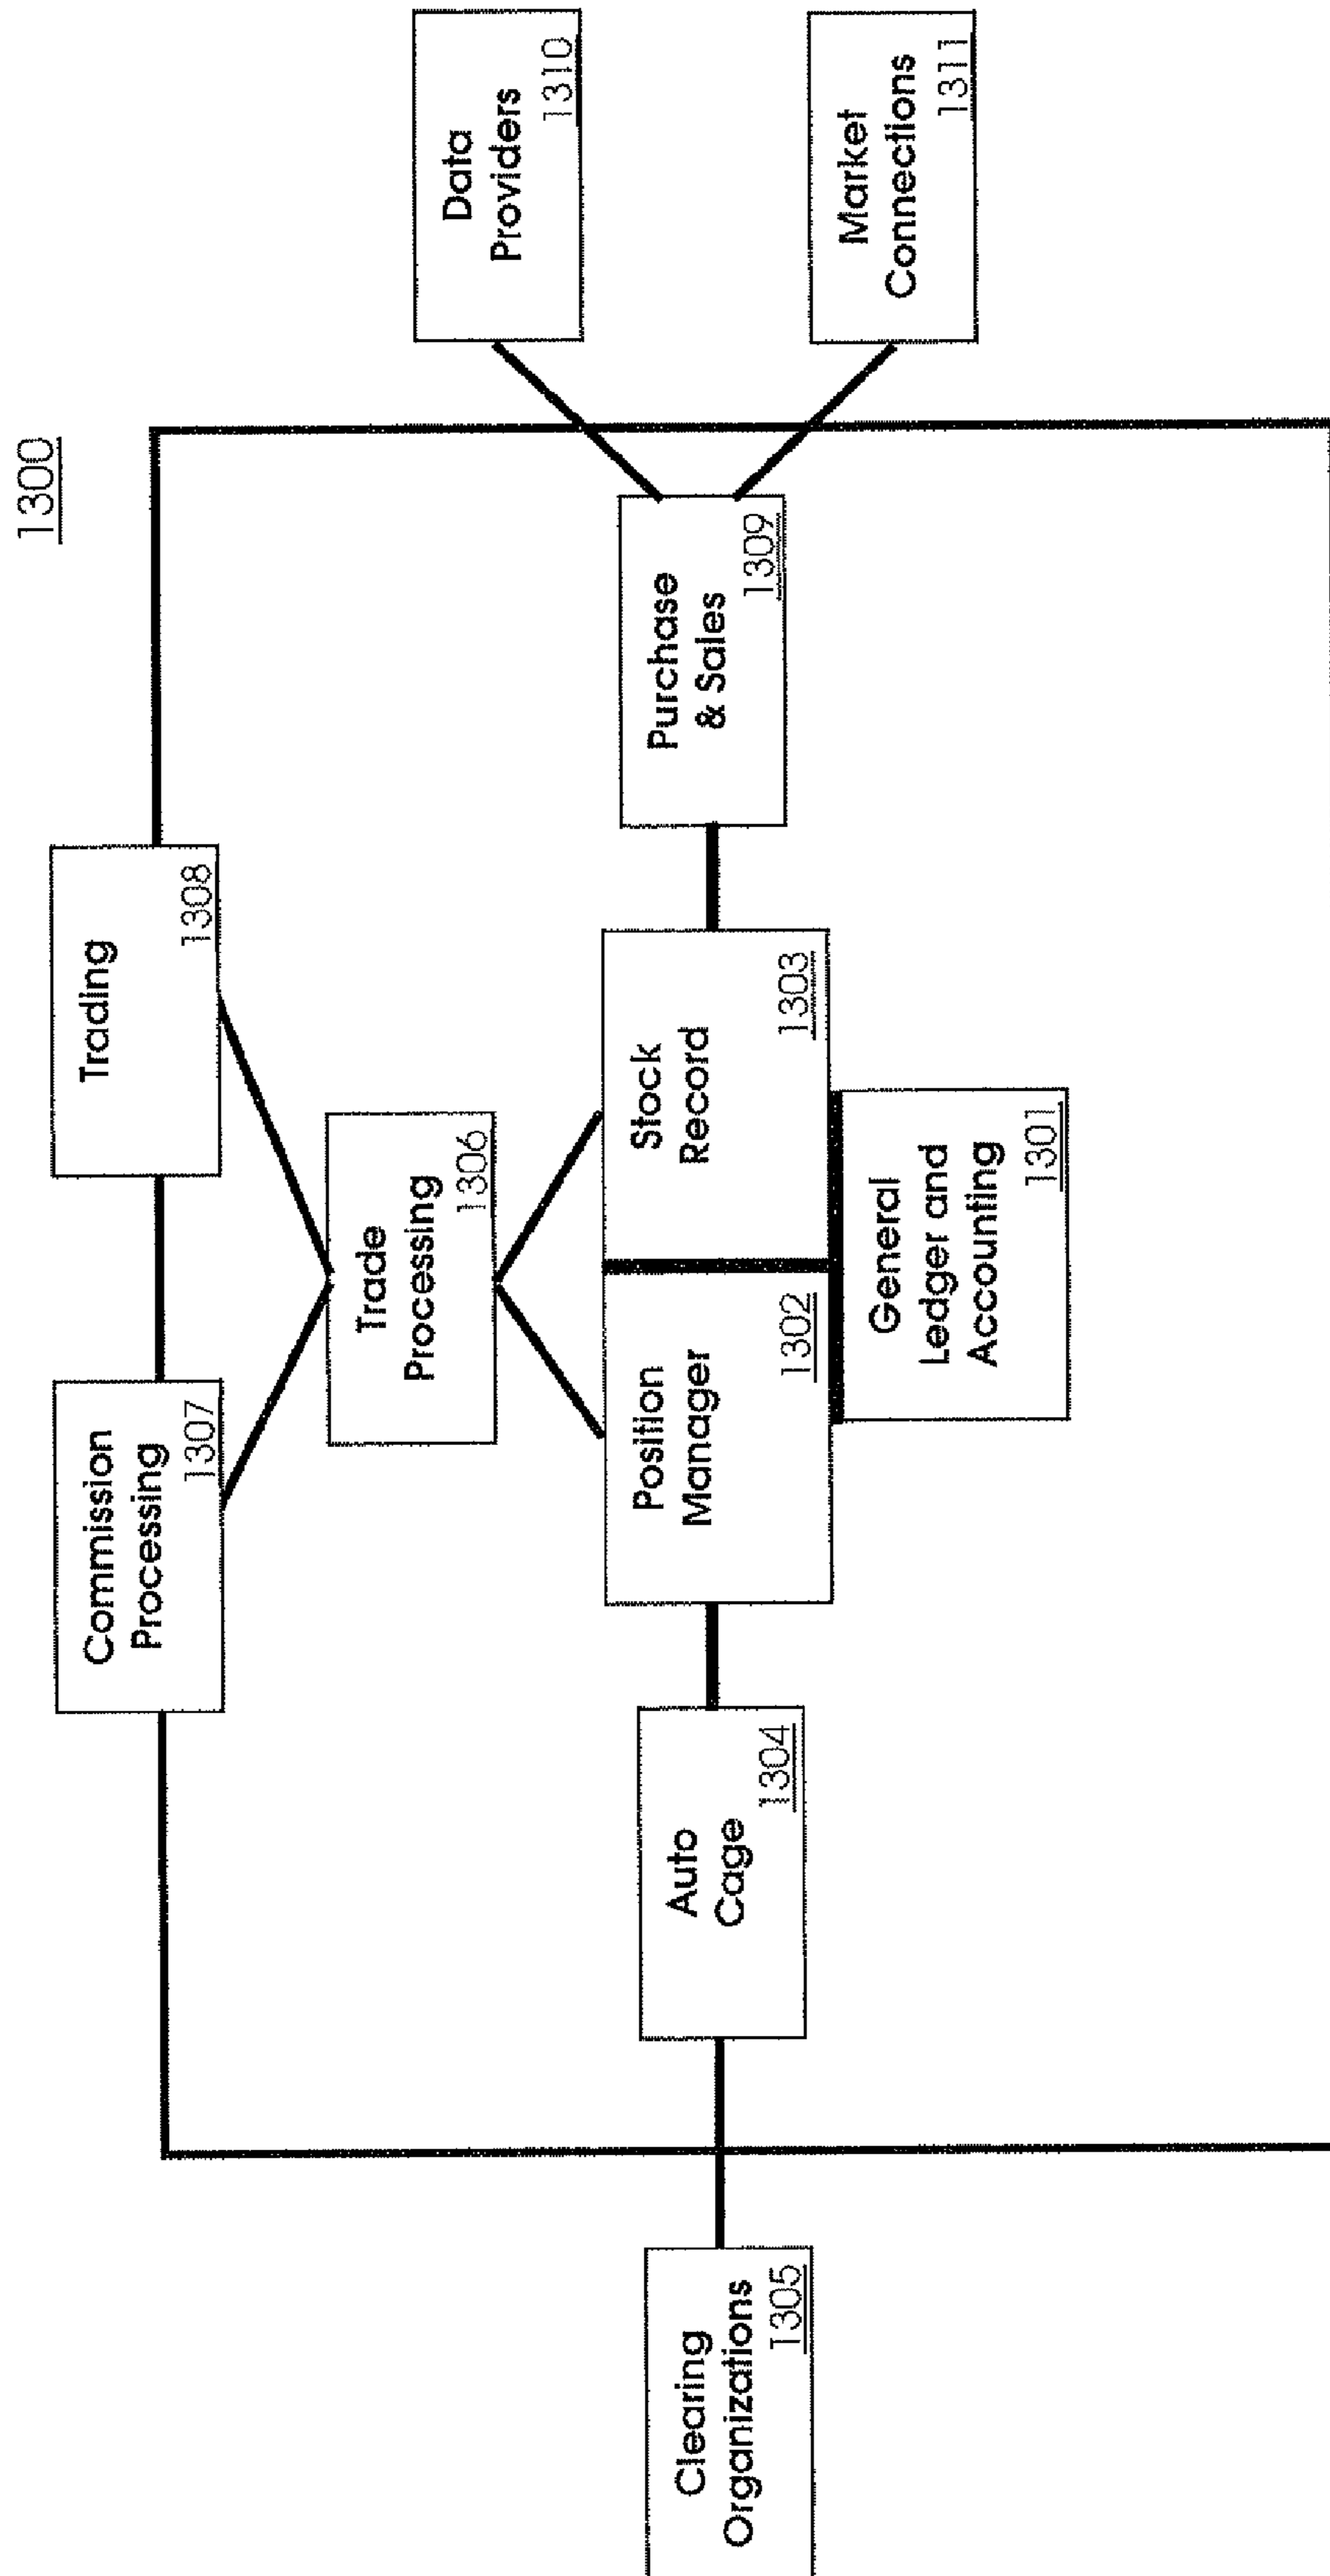 1300
Commission
Processing
1307
Trading
1308
Trade
Processing
1306
Clearing
Organizations
1305
Auto
Cage
1304
Position
Manager
1302
Stock
Record
1303
General
Ledger and
Accounting
1301
Purchase
& Sales
1309
Data
Providers
1310
Market
Connections
1311